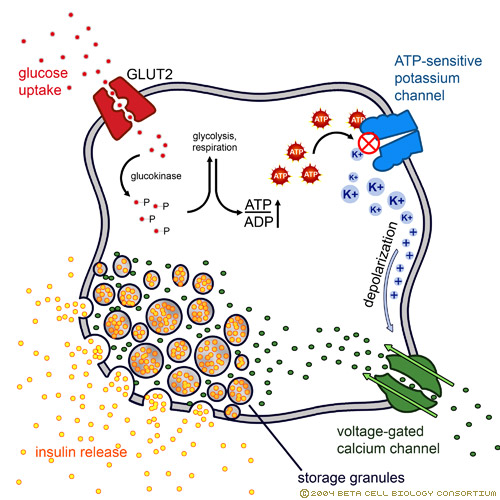 glucose
uptake
GLUT2
ATP-sensitive
potassium
channel
glycolysis,
respiration
glucokinase
ATP
ATP
ATP
ATP
ATP
K+
K+
K+
K+
K+
K+
P
P
P
P
P
ATP
ADP
+
+
+
+
+
depolarization
voltage-gated
calcium channel
insulin release
storage granules
©2004 BETA CELL BIOLOGY CONSORTIUM